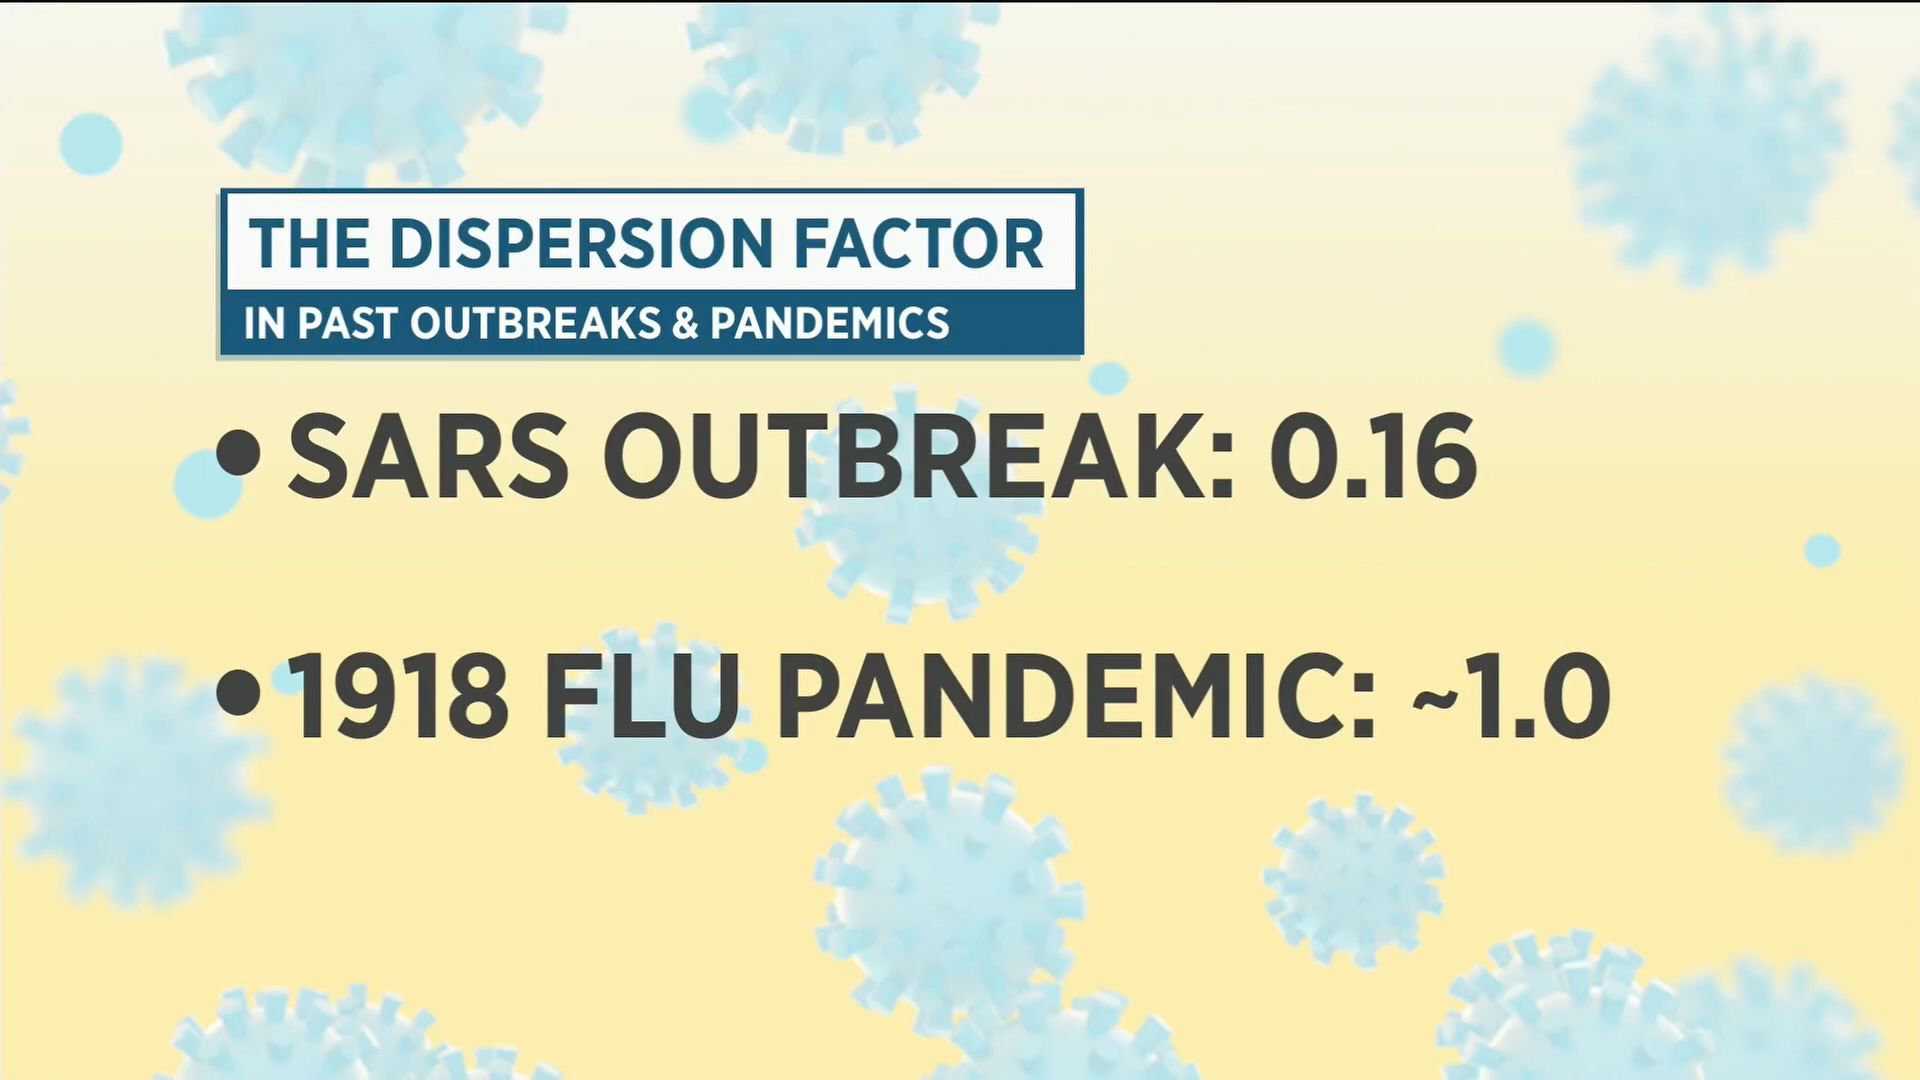 THE DISPERSION FACTOR
IN PAST OUTBREAKS & PANDEMICS
• SARS OUTBREAK: 0.16
• 1918 FLU PANDEMIC: ~1.0